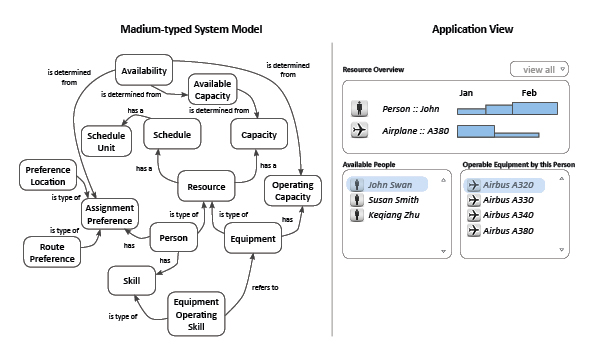 Madium-typed System Model
Application View
is determined
from
Availability
is determined
from
is determined from
Available
Capacity
is determined from
has a
Schedule
Unit
Schedule
Capacity
has a
has a
Preference
Location
is type of
Resource
Operating
Capacity
Assignment
Preference
is type of
is type of
has
is type of
Route
Preference
has
Person
Equipment
has
Skill
refers to
Equipment
Operating
Skill
is type of
Resource Overview
view all
Jan
Feb
Person :: John
Airplane :: A380
Available People
John Swan
Susan Smith
Keqiang Zhu
Operable Equipment by this Person
Airbus A320
Airbus A330
Airbus A340
Airbus A380